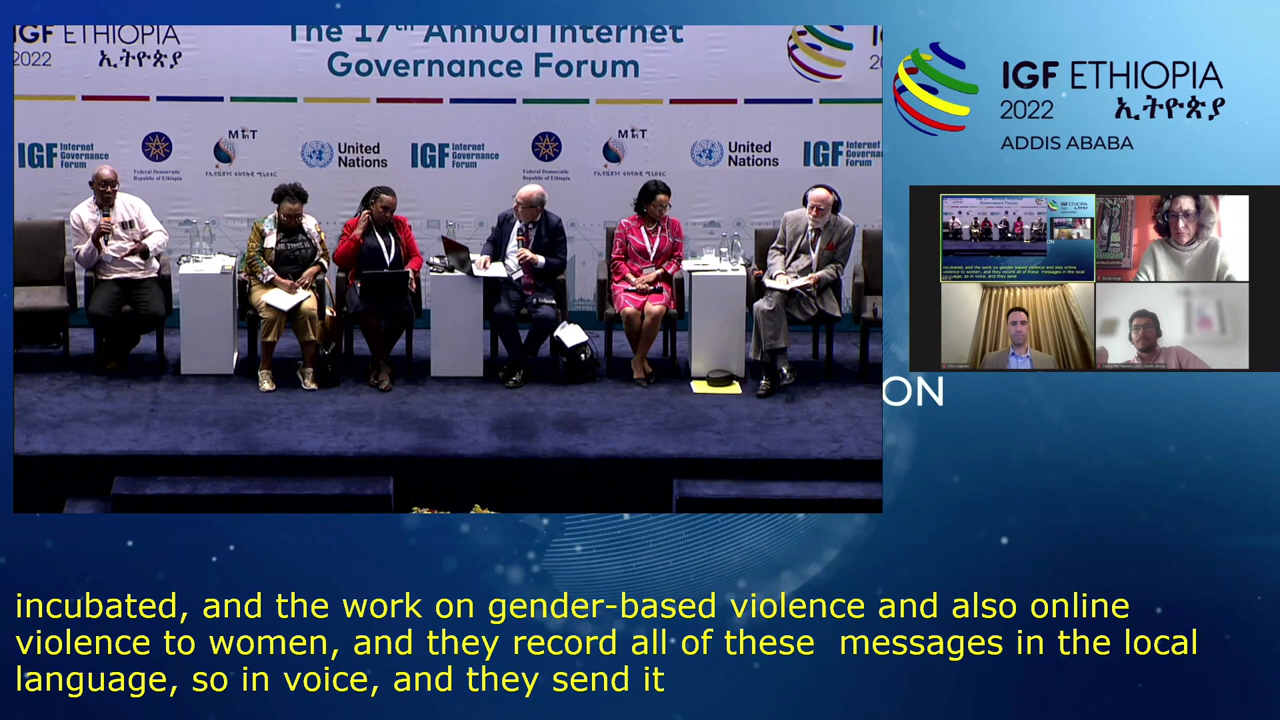 IGF ETHIOPIA
2022 ኢትዮጵያ
The 17th Annual Internet
Governance Forum
IGF Internet Governance Forum
Federal Democratic
Republic of Ethiopia
United
Nations
IGF Internet Governance Forum
Federal Democratic
Republic of Ethiopia
United
Nations
IGF Internet
Governance
Forum
IGF ETHIOPIA
2022 ኢትዮጵያ
ADDIS ABABA
ON
incubated, and the work on gender-based violence and also online
violence to women, and they record all of these  messages in the local
language, so in voice, and they send it